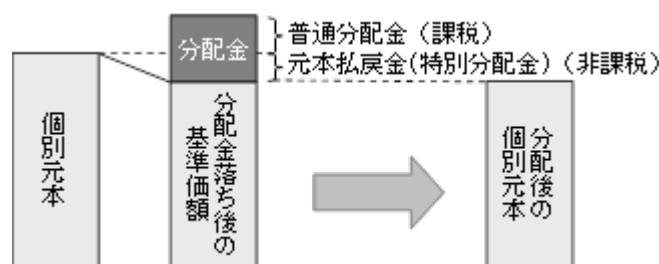 分配金
普通分配金（課税）
元本払戻金(特別分配金)（非課税）
個別元本
分配金落ち後の
基準価額
分配後の
個別元本